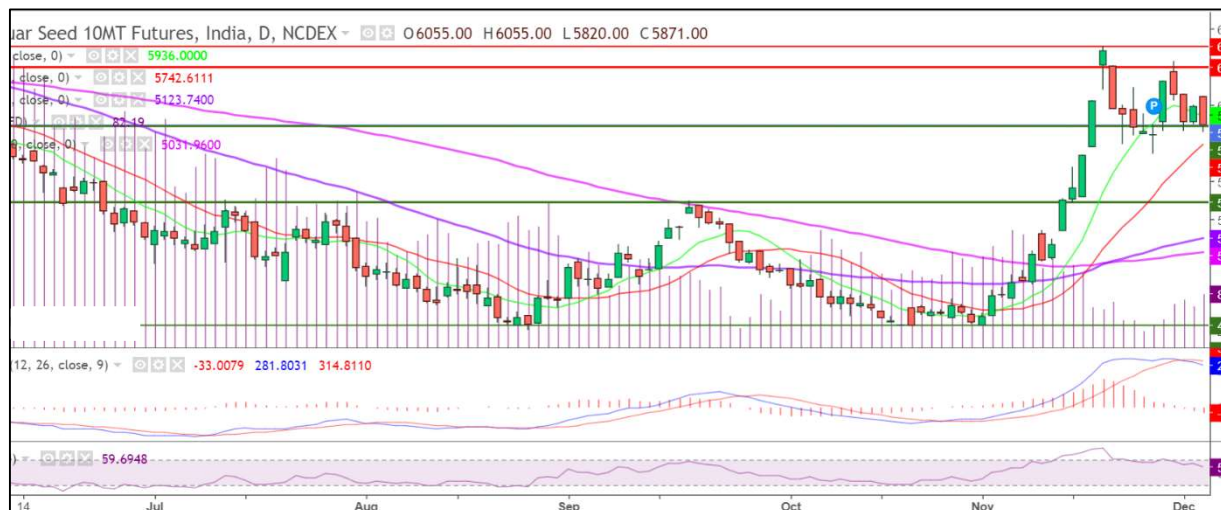 uar Seed 10MT Futures, India, D, NCDEX O6055.00 H6055.00 L5820.00 C5871.00
close, 0) 5936.0000
close, 0) 5742.6111
close, 0) 5123.7400
82.19
, close, 0) 5031.9600
P
(12, 26, close, 9) -33.0079 281.8031 314.8110
) 59.6948
14 Jul Aug Sep Oct Nov Dec